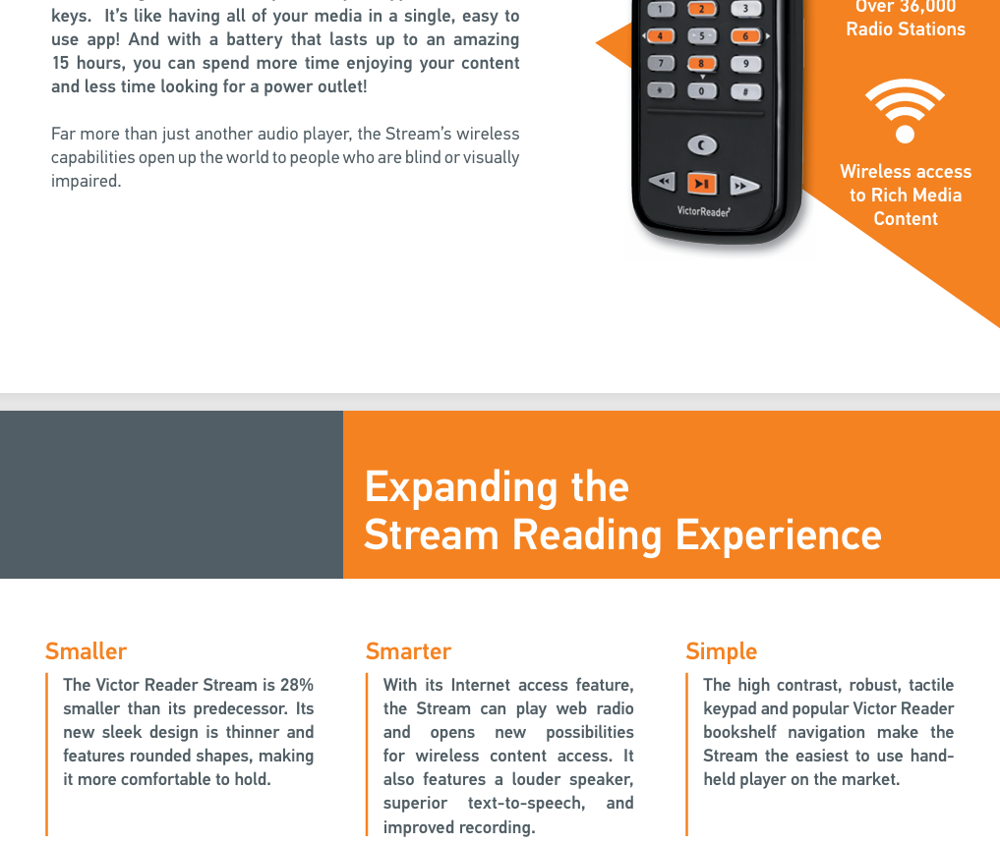 keys. It’s like having all of your media in a single, easy to
use app! And with a battery that lasts up to an amazing
15 hours, you can spend more time enjoying your content
and less time looking for a power outlet!
Far more than just another audio player, the Stream’s wireless
capabilities open up the world to people who are blind or visually
impaired.
1 2 3
4 5 6
7 8 9
* 0 #
VictorReader
Over 36,000
Radio Stations
Wireless access
to Rich Media
Content
Expanding the
Stream Reading Experience
Smaller
The Victor Reader Stream is 28%
smaller than its predecessor. Its
new sleek design is thinner and
features rounded shapes, making
it more comfortable to hold.
Smarter
With its Internet access feature,
the Stream can play web radio
and opens new possibilities
for wireless content access. It
also features a louder speaker,
superior text-to-speech, and
improved recording.
Simple
The high contrast, robust, tactile
keypad and popular Victor Reader
bookshelf navigation make the
Stream the easiest to use hand-
held player on the market.